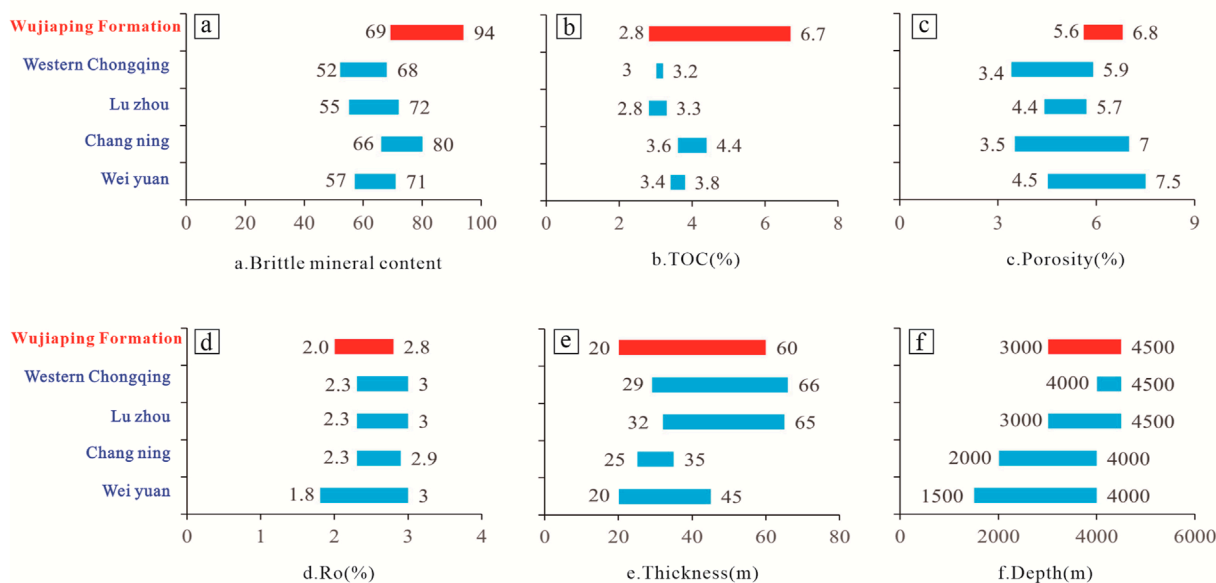 Wujiaping Formation
Western Chongqing
Lu zhou
Chang ning
Wei yuan
a
69 94
52 68
55 72
66 80
57 71
0 20 40 60 80 100
a.Brittle mineral content
b
2.8 6.7
3 3.2
2.8 3.3
3.6 4.4
3.4 3.8
0 2 4 6 8
b.TOC(%)
c
5.6 6.8
3.4 5.9
4.4 5.7
3.5 7
4.5 7.5
0 3 6 9
c.Porosity(%)
Wujiaping Formation
Western Chongqing
Lu zhou
Chang ning
Wei yuan
d
2.0 2.8
2.3 3
2.3 3
2.3 2.9
1.8 3
0 1 2 3 4
d.Ro(%)
e
20 60
29 66
32 65
25 35
20 45
0 20 40 60 80
e.Thickness(m)
f
3000 4500
4000 4500
3000 4500
2000 4000
1500 4000
0 2000 4000 6000
f.Depth(m)